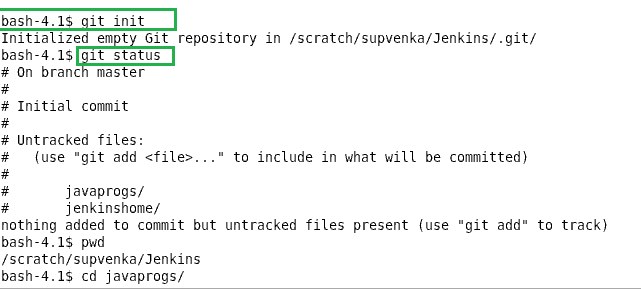 bash-4.1$ git init
Initialized empty Git repository in /scratch/supvenka/Jenkins/.git/
bash-4.1$ git status
# On branch master
#
# Initial commit
#
# Untracked files:
#   (use "git add <file>..." to include in what will be committed)
#
#       javaprogs/
#       jenkinshome/
nothing added to commit but untracked files present (use "git add" to track)
bash-4.1$ pwd
/scratch/supvenka/Jenkins
bash-4.1$ cd javaprogs/